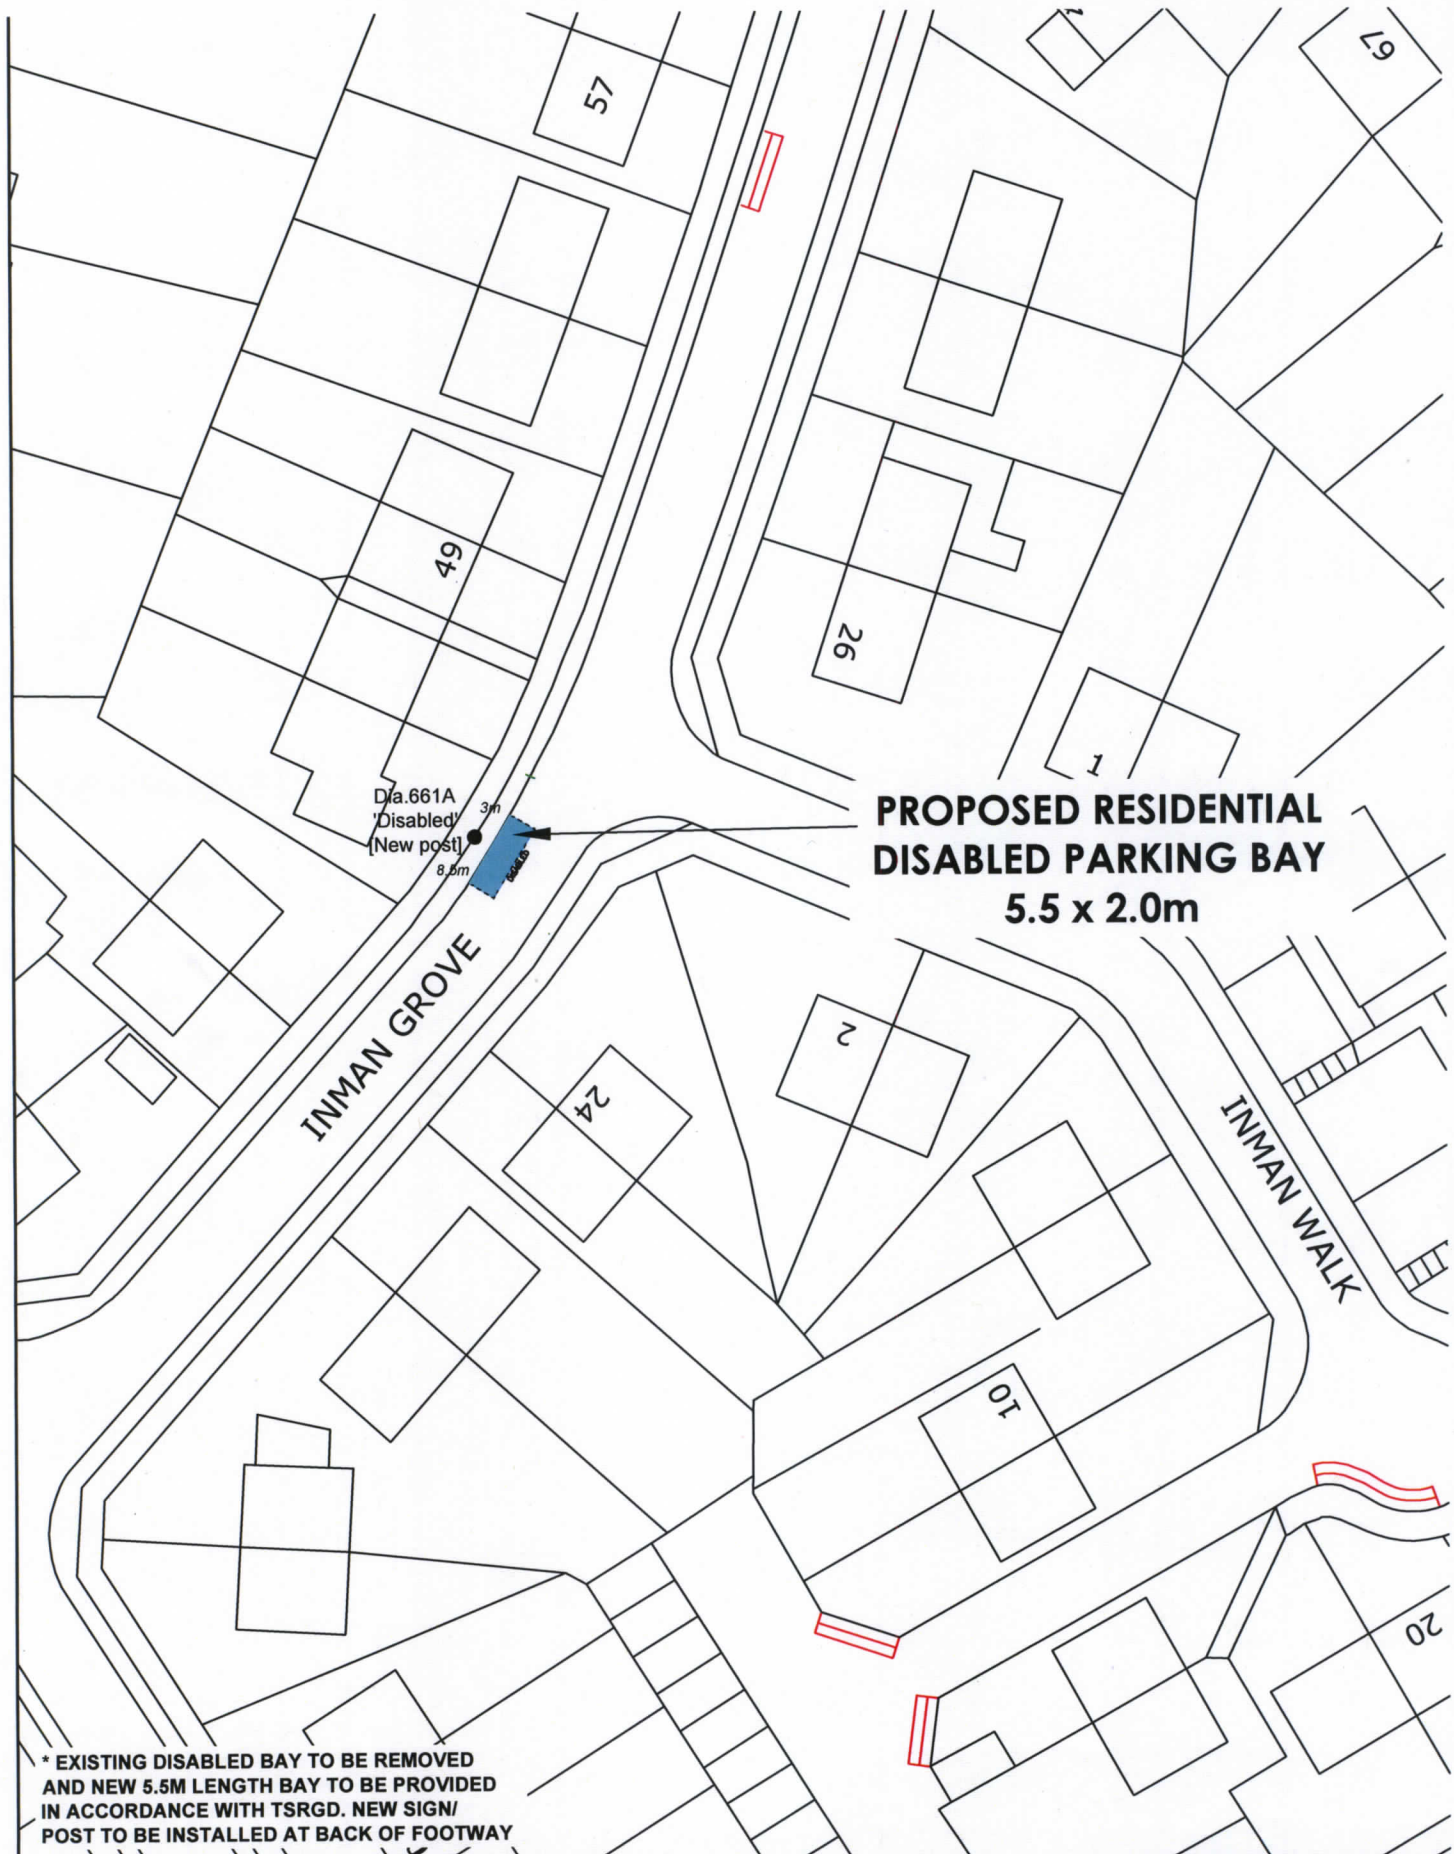 67
57
49
26
1
Dia.661A
'Disabled'
[New post]
3m
8.5m
PROPOSED RESIDENTIAL
DISABLED PARKING BAY
5.5 x 2.0m
INMAN GROVE
2
24
INMAN WALK
10
20
* EXISTING DISABLED BAY TO BE REMOVED
AND NEW 5.5M LENGTH BAY TO BE PROVIDED
IN ACCORDANCE WITH TSRGD. NEW SIGN/
POST TO BE INSTALLED AT BACK OF FOOTWAY